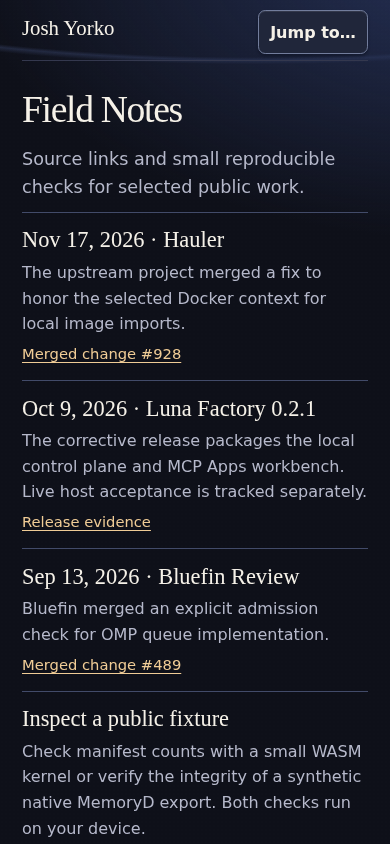 Josh Yorko
Jump to…
Field Notes
Source links and small reproducible
checks for selected public work.
Nov 17, 2026 · Hauler
The upstream project merged a fix to
honor the selected Docker context for
local image imports.
Merged change #928
Oct 9, 2026 · Luna Factory 0.2.1
The corrective release packages the local
control plane and MCP Apps workbench.
Live host acceptance is tracked separately.
Release evidence
Sep 13, 2026 · Bluefin Review
Bluefin merged an explicit admission
check for OMP queue implementation.
Merged change #489
Inspect a public fixture
Check manifest counts with a small WASM
kernel or verify the integrity of a synthetic
native MemoryD export. Both checks run
on your device.